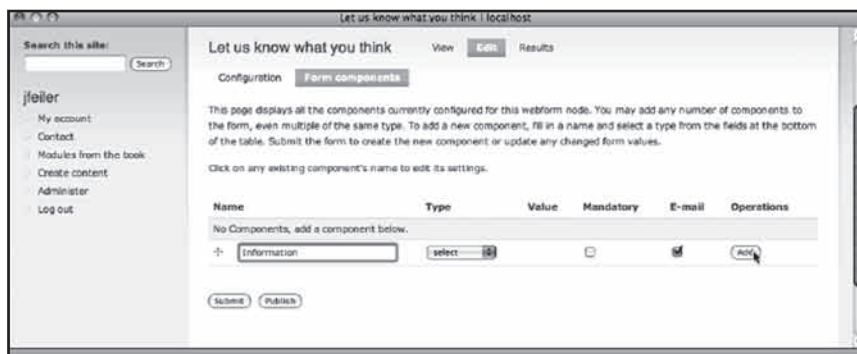 Let us know what you think | localhost
Search this site:
Search
jfeiler
My account
Contact
Modules from the book
Create content
Administer
Log out
Let us know what you think
View
Edit
Results
Configuration
Form components
This page displays all the components currently configured for this webform node. You may add any number of components to
the form, even multiple of the same type. To add a new component, fill in a name and select a type from the fields at the bottom
of the table. Submit the form to create the new component or update any changed form values.
Click on any existing component's name to edit its settings.
Name Type Value Mandatory E-mail Operations
No Components, add a component below.
Information select Add
Submit Publish